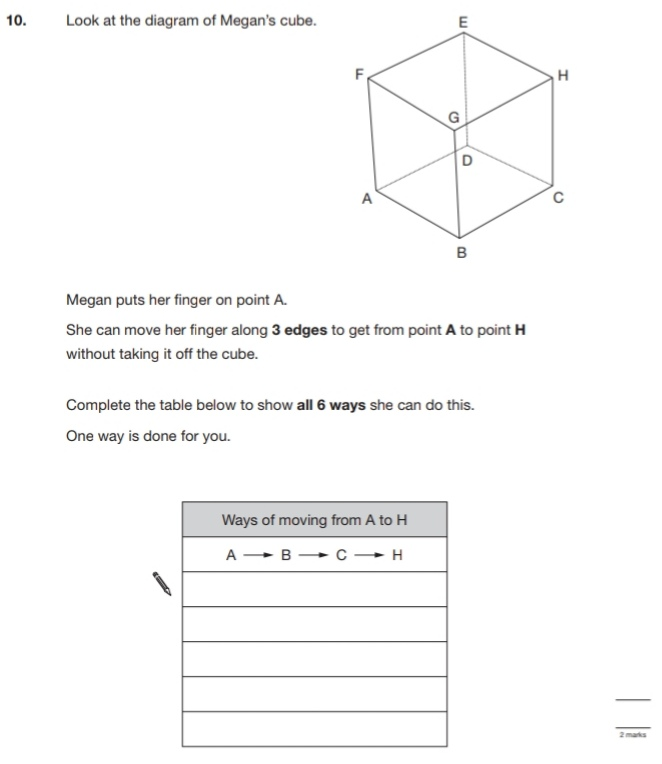 10. Look at the diagram of Megan's cube.
E
F
H
G
D
A
C
B
Megan puts her finger on point A.
She can move her finger along 3 edges to get from point A to point H
without taking it off the cube.
Complete the table below to show all 6 ways she can do this.
One way is done for you.
Ways of moving from A to H
A → B → C → H
2 marks